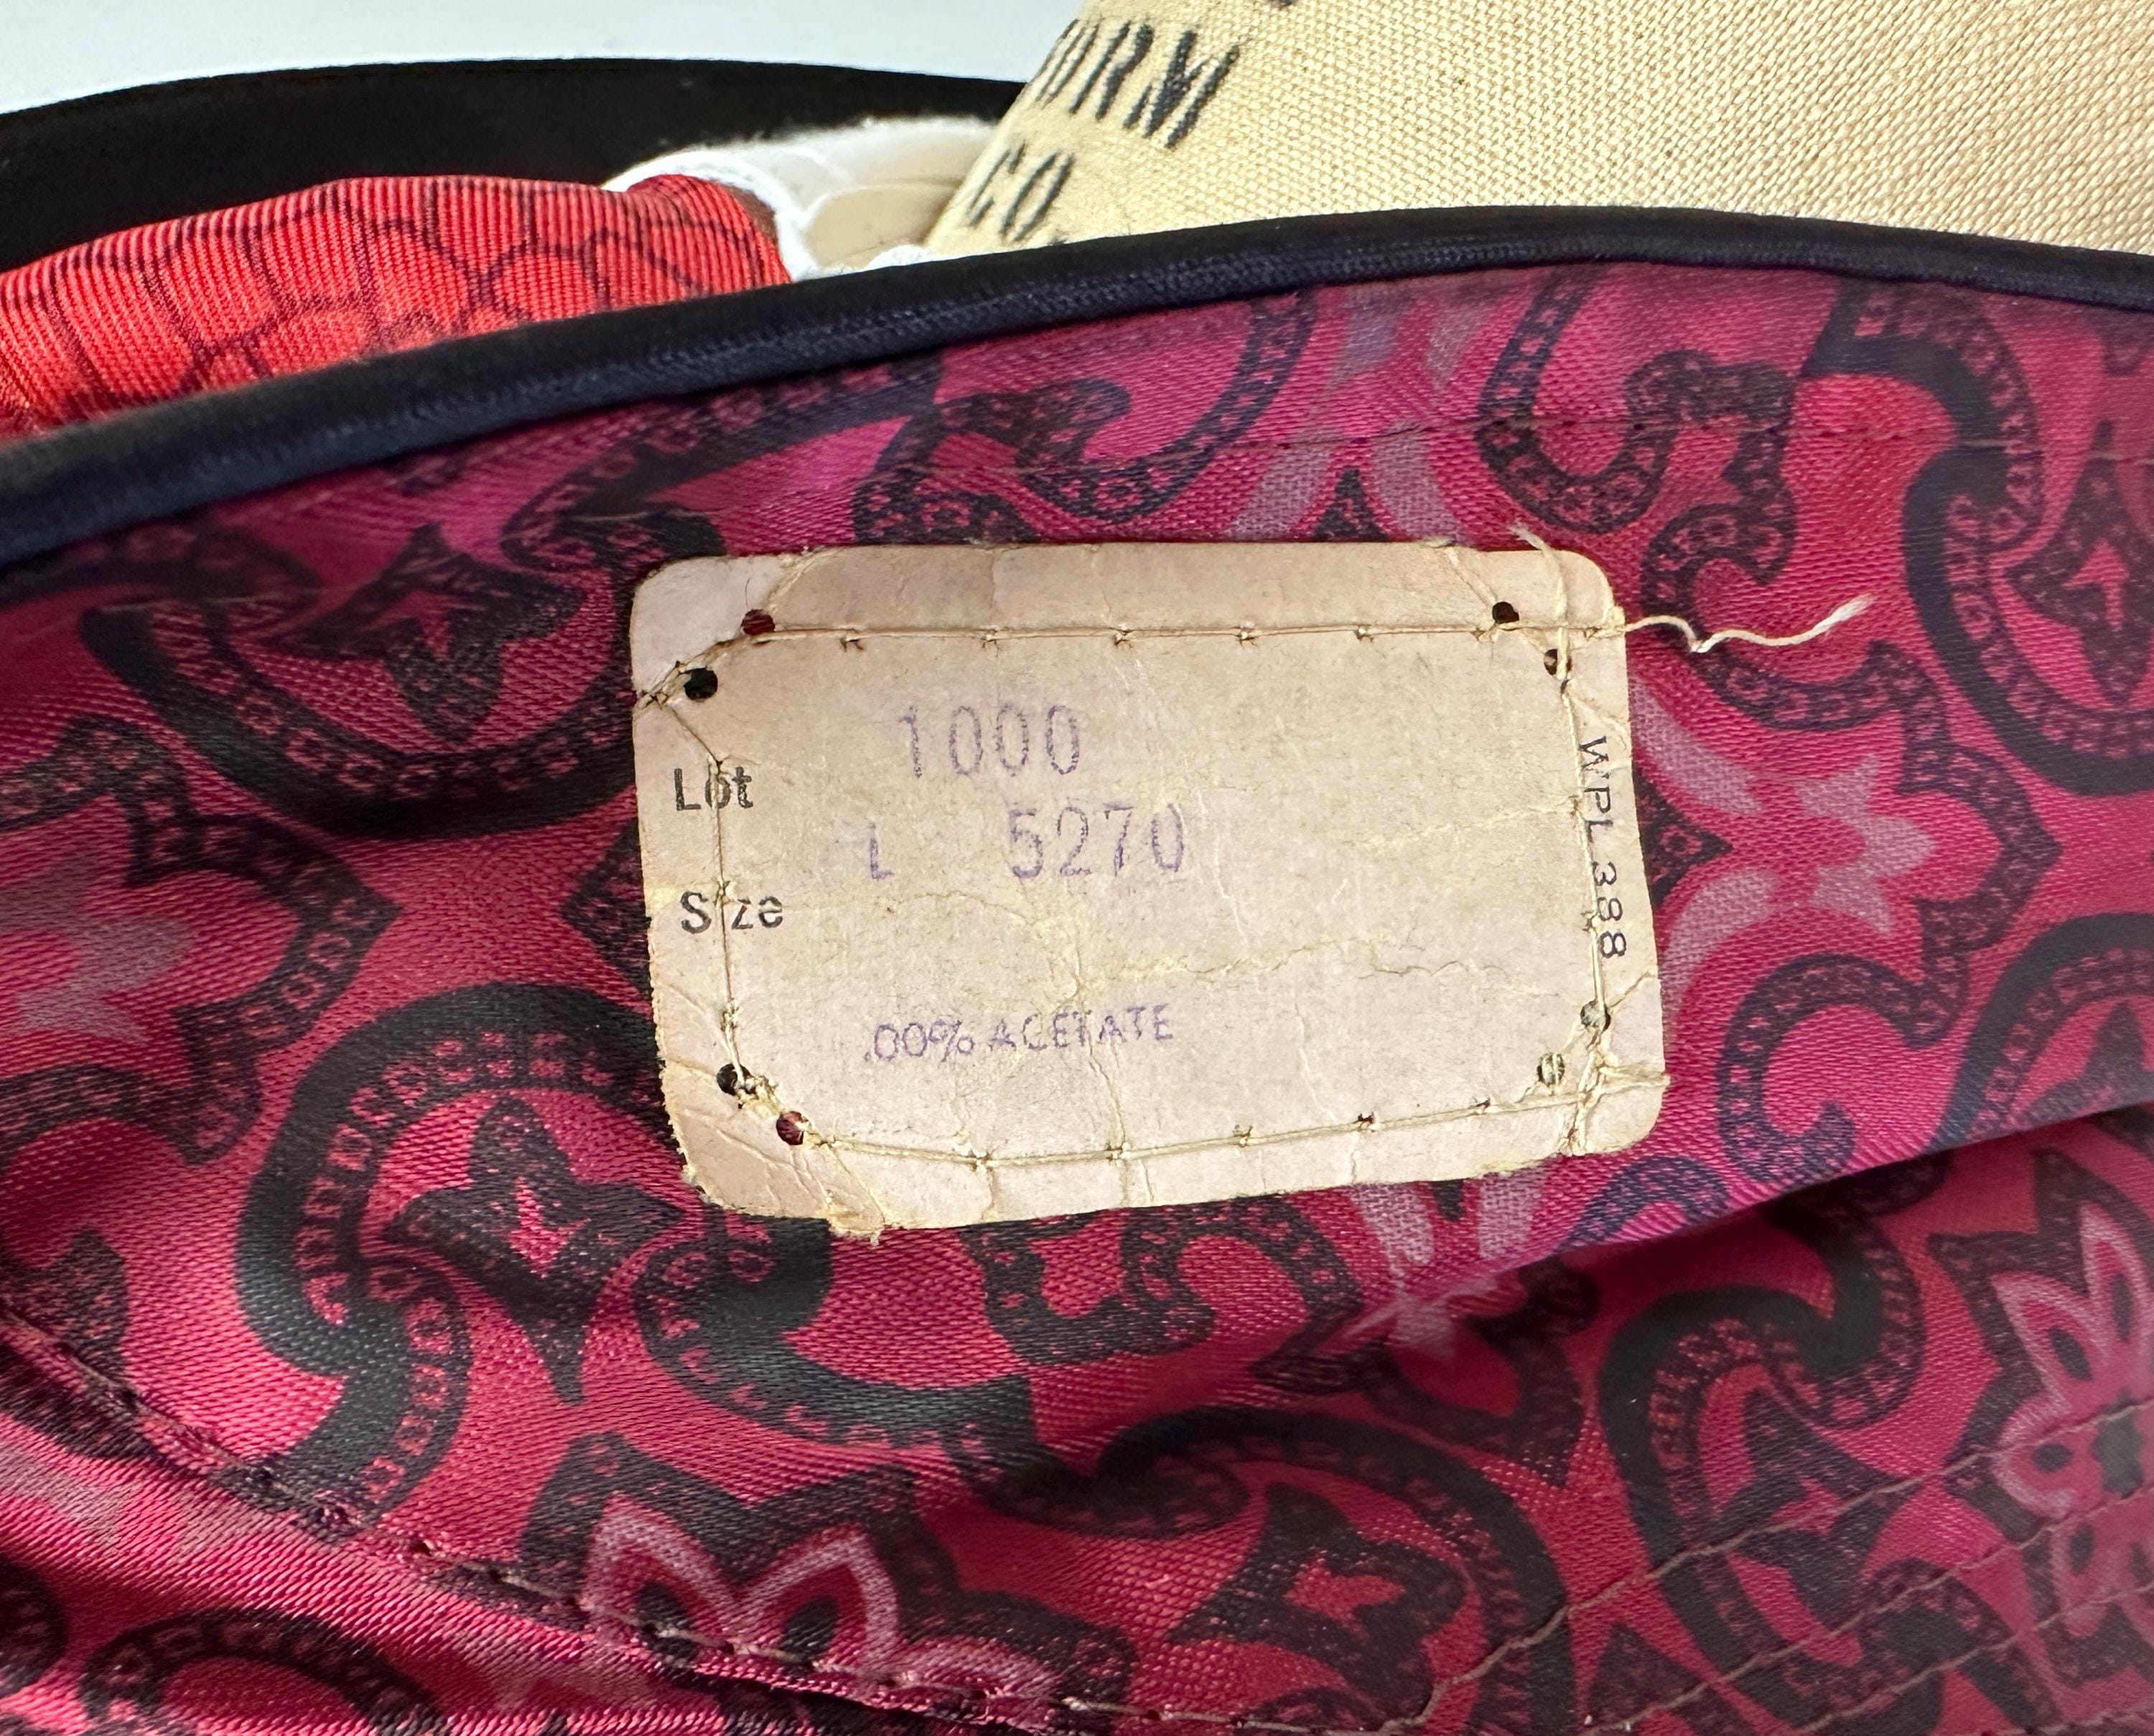 ORM
CO.
1000
Lot
L 5270
Size
.00% ACETATE
WPL 388